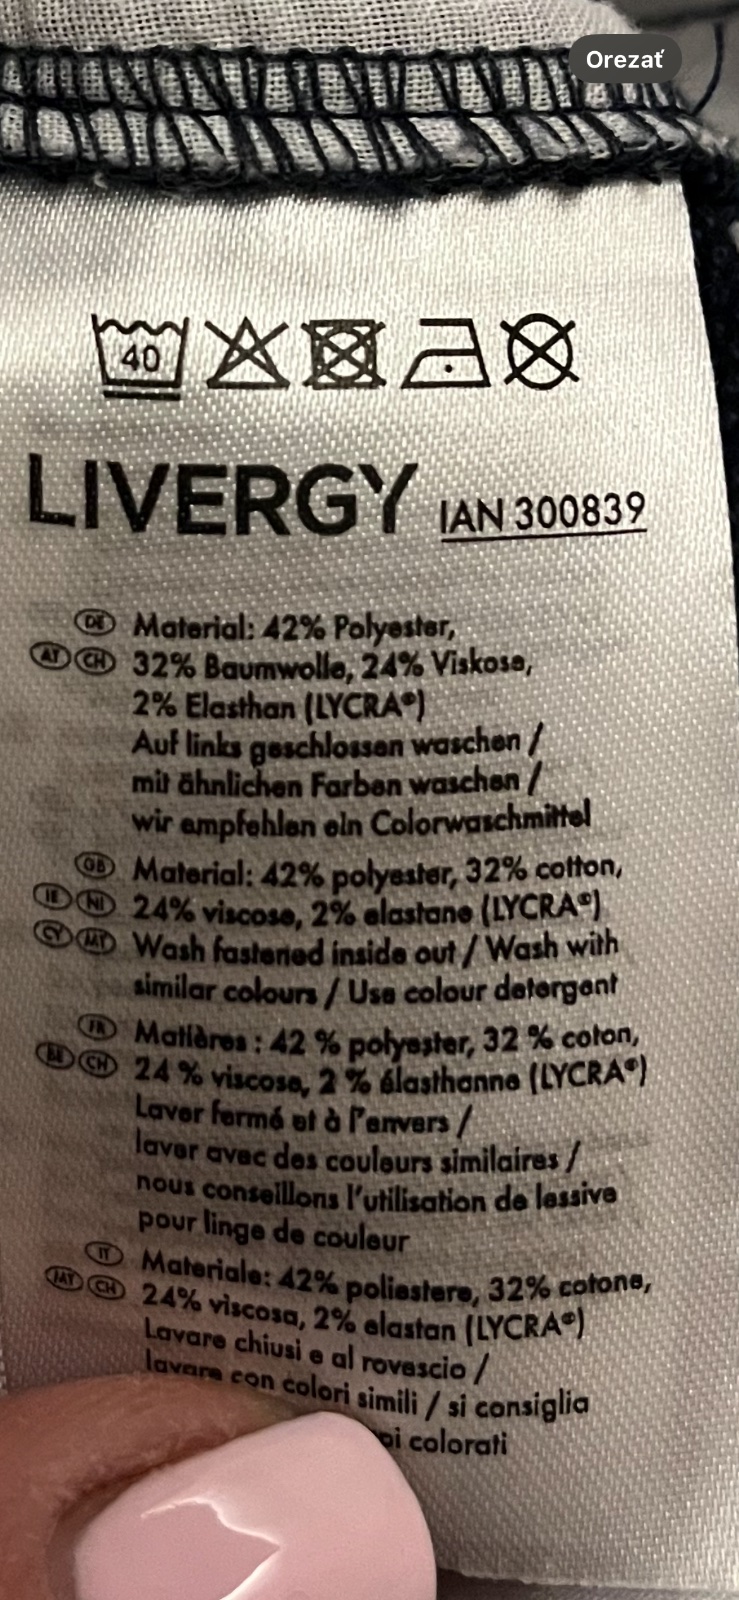 Orezať
40
LIVERGY IAN 300839
DE Material: 42% Polyester,
AT CH 32% Baumwolle, 24% Viskose,
2% Elasthan (LYCRA®)
Auf links geschlossen waschen /
mit ähnlichen Farben waschen /
wir empfehlen ein Colorwaschmittel
GB Material: 42% polyester, 32% cotton,
IE NI 24% viscose, 2% elastane (LYCRA®)
CY MT Wash fastened inside out / Wash with
similar colours / Use colour detergent
FR Matières : 42 % polyester, 32 % coton,
BE CH 24 % viscose, 2 % élasthanne (LYCRA®)
Laver fermé et à l'envers /
laver avec des couleurs similaires /
nous conseillons l'utilisation de lessive
pour linge de couleur
IT Materiale: 42% poliestere, 32% cotone,
MT CH 24% viscosa, 2% elastan (LYCRA®)
Lavare chiusi e al rovescio /
lavare con colori simili / si consiglia
colorati